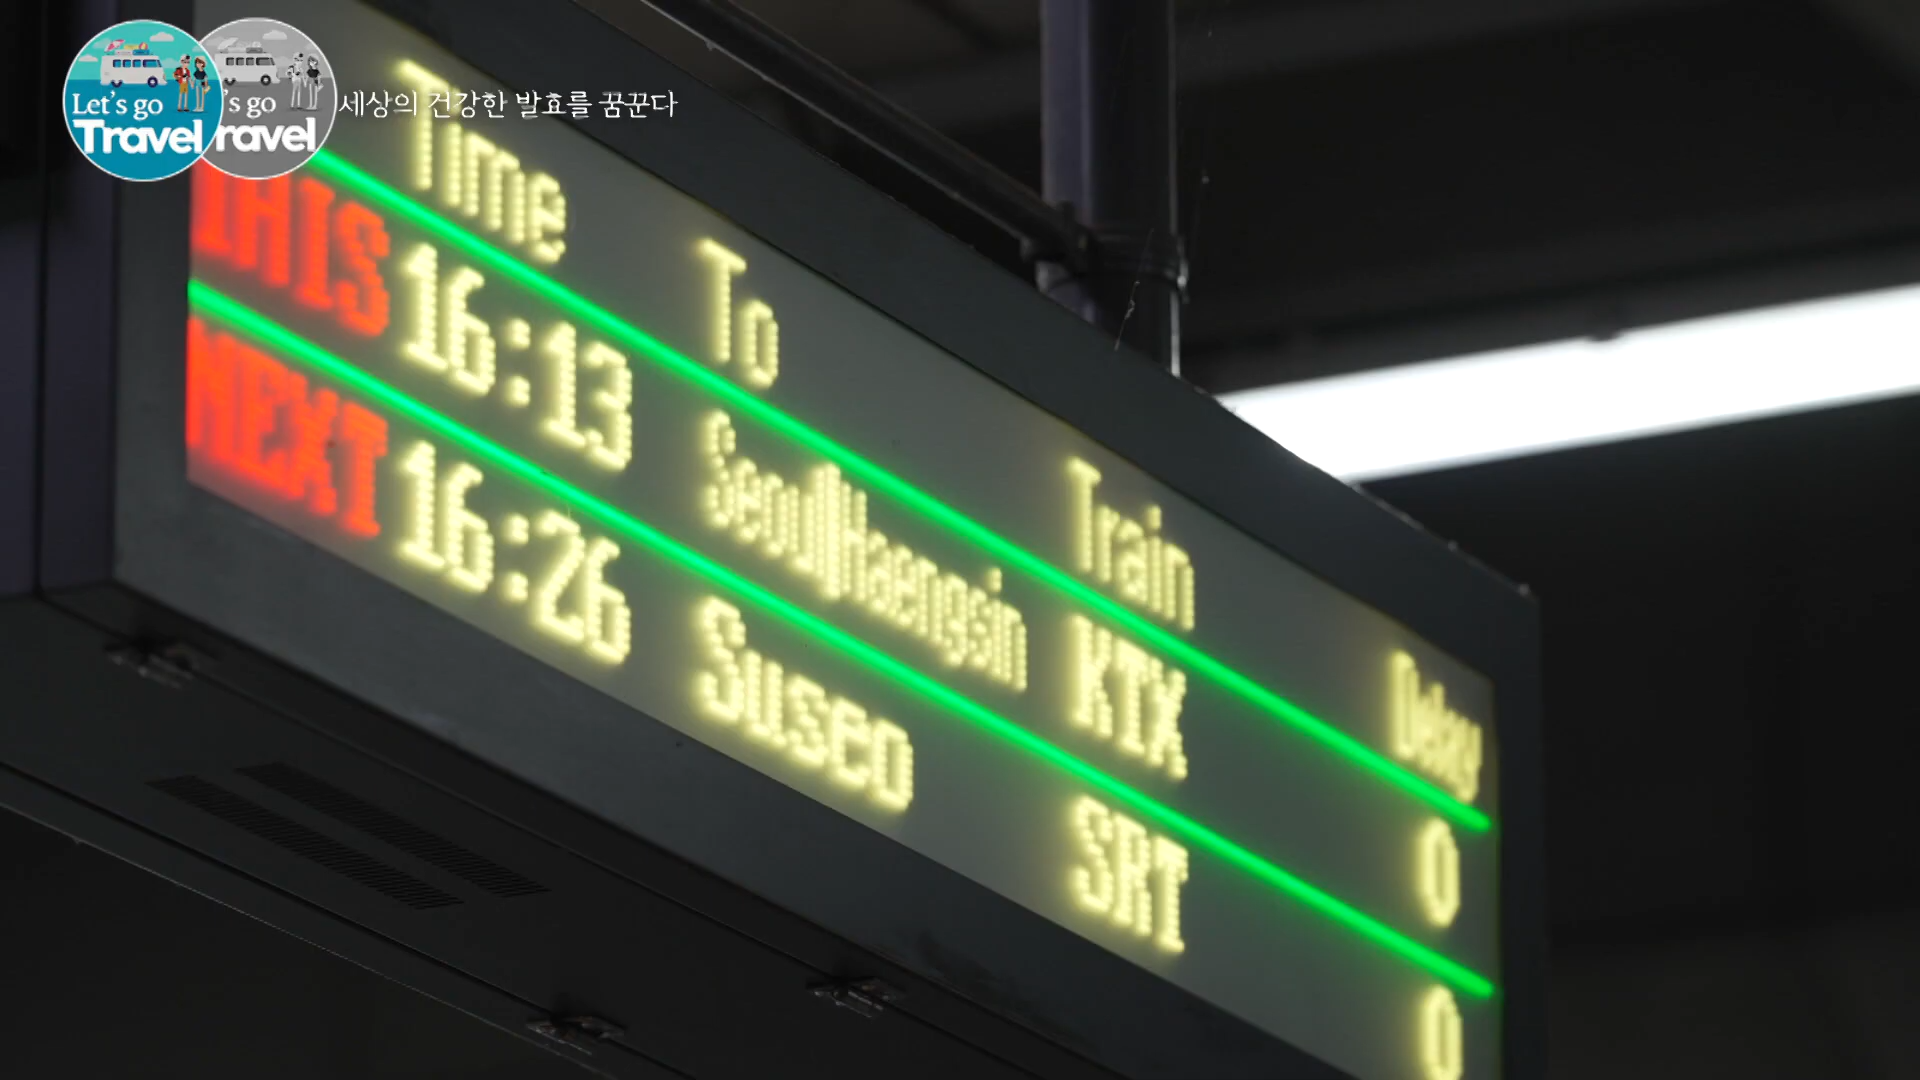 Let's go
Travel
's go
ravel
세상의 건강한 발효를 꿈꾼다
Time To Train Delay
THIS 16:13 Seoul|Haengsin KTX 0
NEXT 16:26 Suseo SRT 0